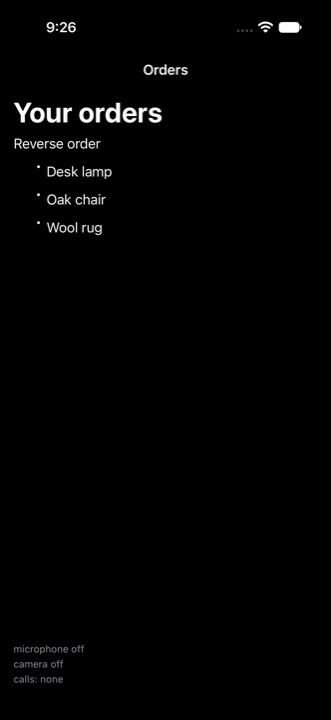 9:26
Orders
Your orders
Reverse order
• Desk lamp
• Oak chair
• Wool rug
microphone off
camera off
calls: none